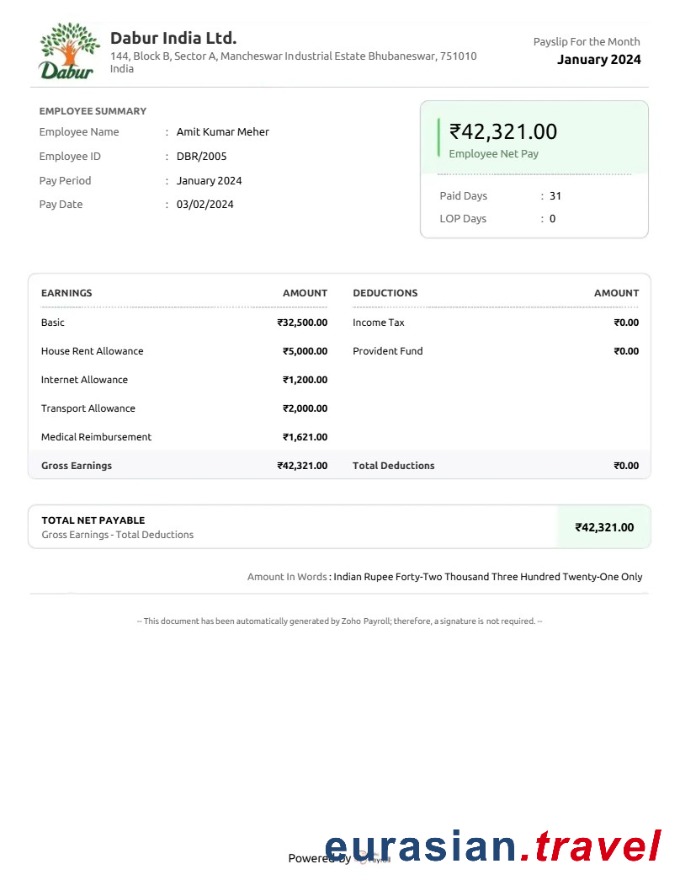 Dabur India Ltd.
144, Block B, Sector A, Mancheswar Industrial Estate Bhubaneswar, 751010
India
Dabur
Payslip For the Month
January 2024
EMPLOYEE SUMMARY
Employee Name : Amit Kumar Meher
Employee ID : DBR/2005
Pay Period : January 2024
Pay Date : 03/02/2024
₹42,321.00
Employee Net Pay
Paid Days : 31
LOP Days : 0
EARNINGS AMOUNT DEDUCTIONS AMOUNT
Basic ₹32,500.00 Income Tax ₹0.00
House Rent Allowance ₹5,000.00 Provident Fund ₹0.00
Internet Allowance ₹1,200.00
Transport Allowance ₹2,000.00
Medical Reimbursement ₹1,621.00
Gross Earnings ₹42,321.00 Total Deductions ₹0.00
TOTAL NET PAYABLE
Gross Earnings - Total Deductions
₹42,321.00
Amount In Words : Indian Rupee Forty-Two Thousand Three Hundred Twenty-One Only
-- This document has been automatically generated by Zoho Payroll; therefore, a signature is not required. --
Powered by
eurasian.travel